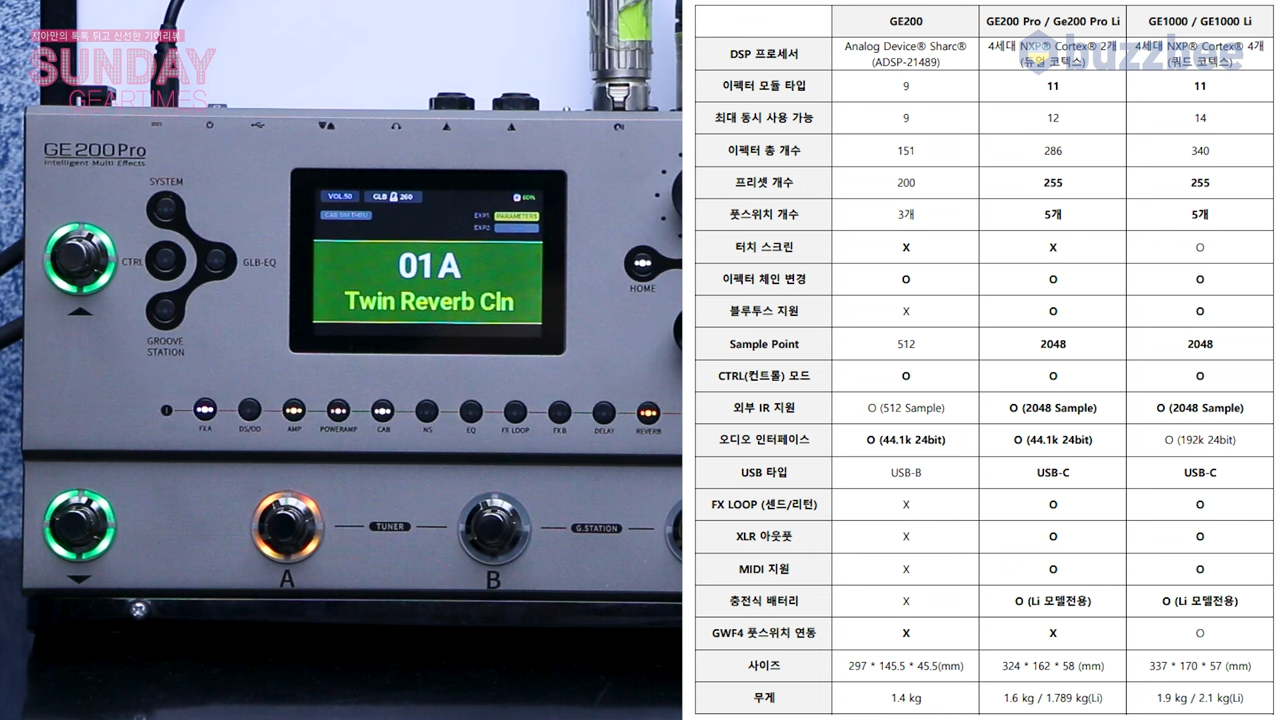 지아만의 톡톡 튀고 신선한 기어리뷰
SUNDAY
GEARTIMES
GE200Pro
Intelligent Multi Effects
SYSTEM
CTRL
GLB-EQ
GROOVE
STATION
VOL:50
GLB 260
60%
CAB SIM THRU
EXP1 PARAMETERS
EXP2
01A
Twin Reverb Cln
HOME
FX A
DS/OD
AMP
POWERAMP
CAB
NS
EQ
FX LOOP
FX B
DELAY
REVERB
TUNER
G.STATION
A
B
buzzbee
GE200 GE200 Pro / Ge200 Pro Li GE1000 / GE1000 Li
DSP 프로세서 Analog Device® Sharc® (ADSP-21489) 4세대 NXP® Cortex® 2개 (듀얼 코텍스) 4세대 NXP® Cortex® 4개 (쿼드 코텍스)
이펙터 모듈 타입 9 11 11
최대 동시 사용 가능 9 12 14
이펙터 총 개수 151 286 340
프리셋 개수 200 255 255
풋스위치 개수 3개 5개 5개
터치 스크린 X X O
이펙터 체인 변경 O O O
블루투스 지원 X O O
Sample Point 512 2048 2048
CTRL(컨트롤) 모드 O O O
외부 IR 지원 O (512 Sample) O (2048 Sample) O (2048 Sample)
오디오 인터페이스 O (44.1k 24bit) O (44.1k 24bit) O (192k 24bit)
USB 타입 USB-B USB-C USB-C
FX LOOP (센드/리턴) X O O
XLR 아웃풋 X O O
MIDI 지원 X O O
충전식 배터리 X O (Li 모델전용) O (Li 모델전용)
GWF4 풋스위치 연동 X X O
사이즈 297 * 145.5 * 45.5(mm) 324 * 162 * 58 (mm) 337 * 170 * 57 (mm)
무게 1.4 kg 1.6 kg / 1.789 kg(Li) 1.9 kg / 2.1 kg(Li)